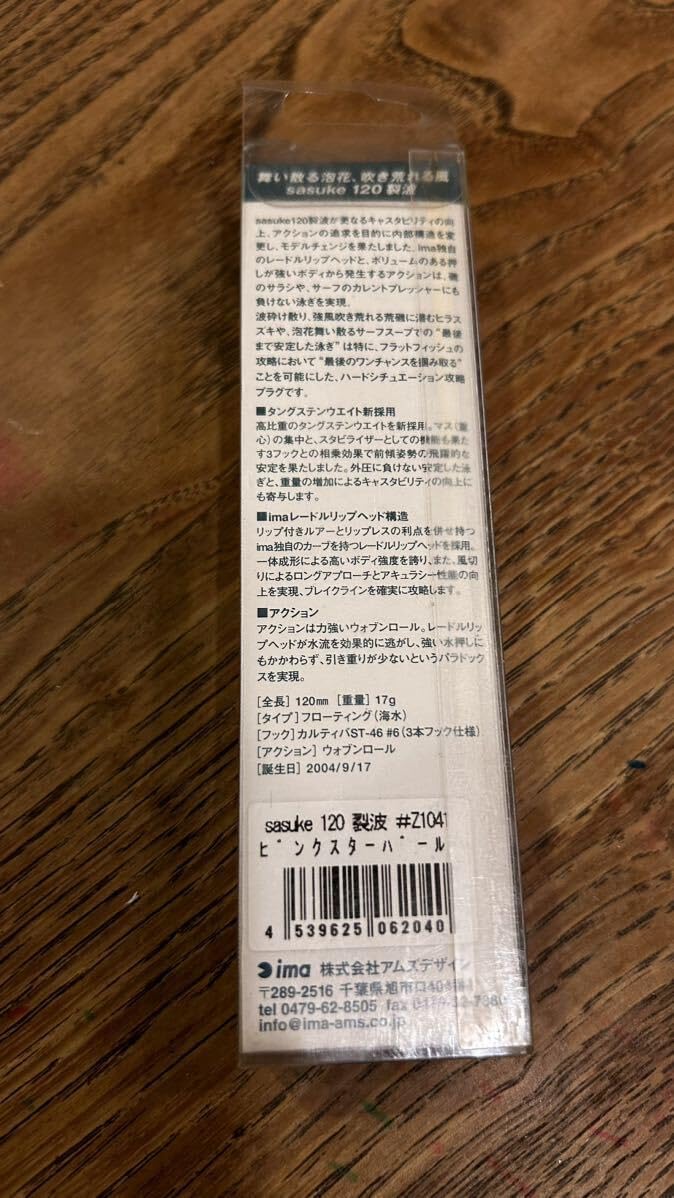 舞い散る泡花、吹き荒れる風
sasuke 120 裂波
sasuke120裂波が更なるキャスタビリティの向
上、アクションの追求を目的に内部構造を変
更し、モデルチェンジを果たしました。ima独自
のレードルリップヘッドと、ボリュームのある押
しが強いボディから発生するアクションは、磯
のサラシや、サーフのカレントプレッシャーにも
負けない泳ぎを実現。
波砕け散り、強風吹き荒れる荒磯に潜むヒラス
ズキや、泡花舞い散るサーフスープでの“最後
まで安定した泳ぎ”は特に、フラットフィッシュの
攻略において“最後のワンチャンスを掴み取る”
ことを可能にした、ハードシチュエーション攻略
プラグです。
■タングステンウエイト新採用
高比重のタングステンウエイトを新採用。マス(重
心)の集中と、スタビライザーとしての機能も果た
す3フックとの相乗効果で前傾姿勢の飛躍的な
安定を果たしました。外圧に負けない安定した泳
ぎと、重量の増加によるキャスタビリティの向上に
も寄与します。
■imaレードルリップヘッド構造
リップ付きルアーとリップレスの利点を併せ持つ
ima独自のカーブを持つレードルリップヘッドを採用。
一体成形による高いボディ強度を誇り、また、風切
りによるロングアプローチとアキュラシー性能の向
上を実現、ブレイクラインを確実に攻略します。
■アクション
アクションは力強いウォブンロール。レードルリッ
プヘッドが水流を効果的に逃がし、強い水押しに
もかかわらず、引き重りが少ないというパラドック
スを実現。
[全長] 120mm [重量] 17g
[タイプ] フローティング(海水)
[フック] カルティバST-46 #6(3本フック仕様)
[アクション] ウォブンロール
[誕生日] 2004/9/17
sasuke 120 裂波 #Z1041
ピンクスターパール
4 539625 062040
ima 株式会社アムズデザイン
〒289-2516 千葉県旭市ロ
tel 0479-62-8505 fax
info@ima-ams.co.jp